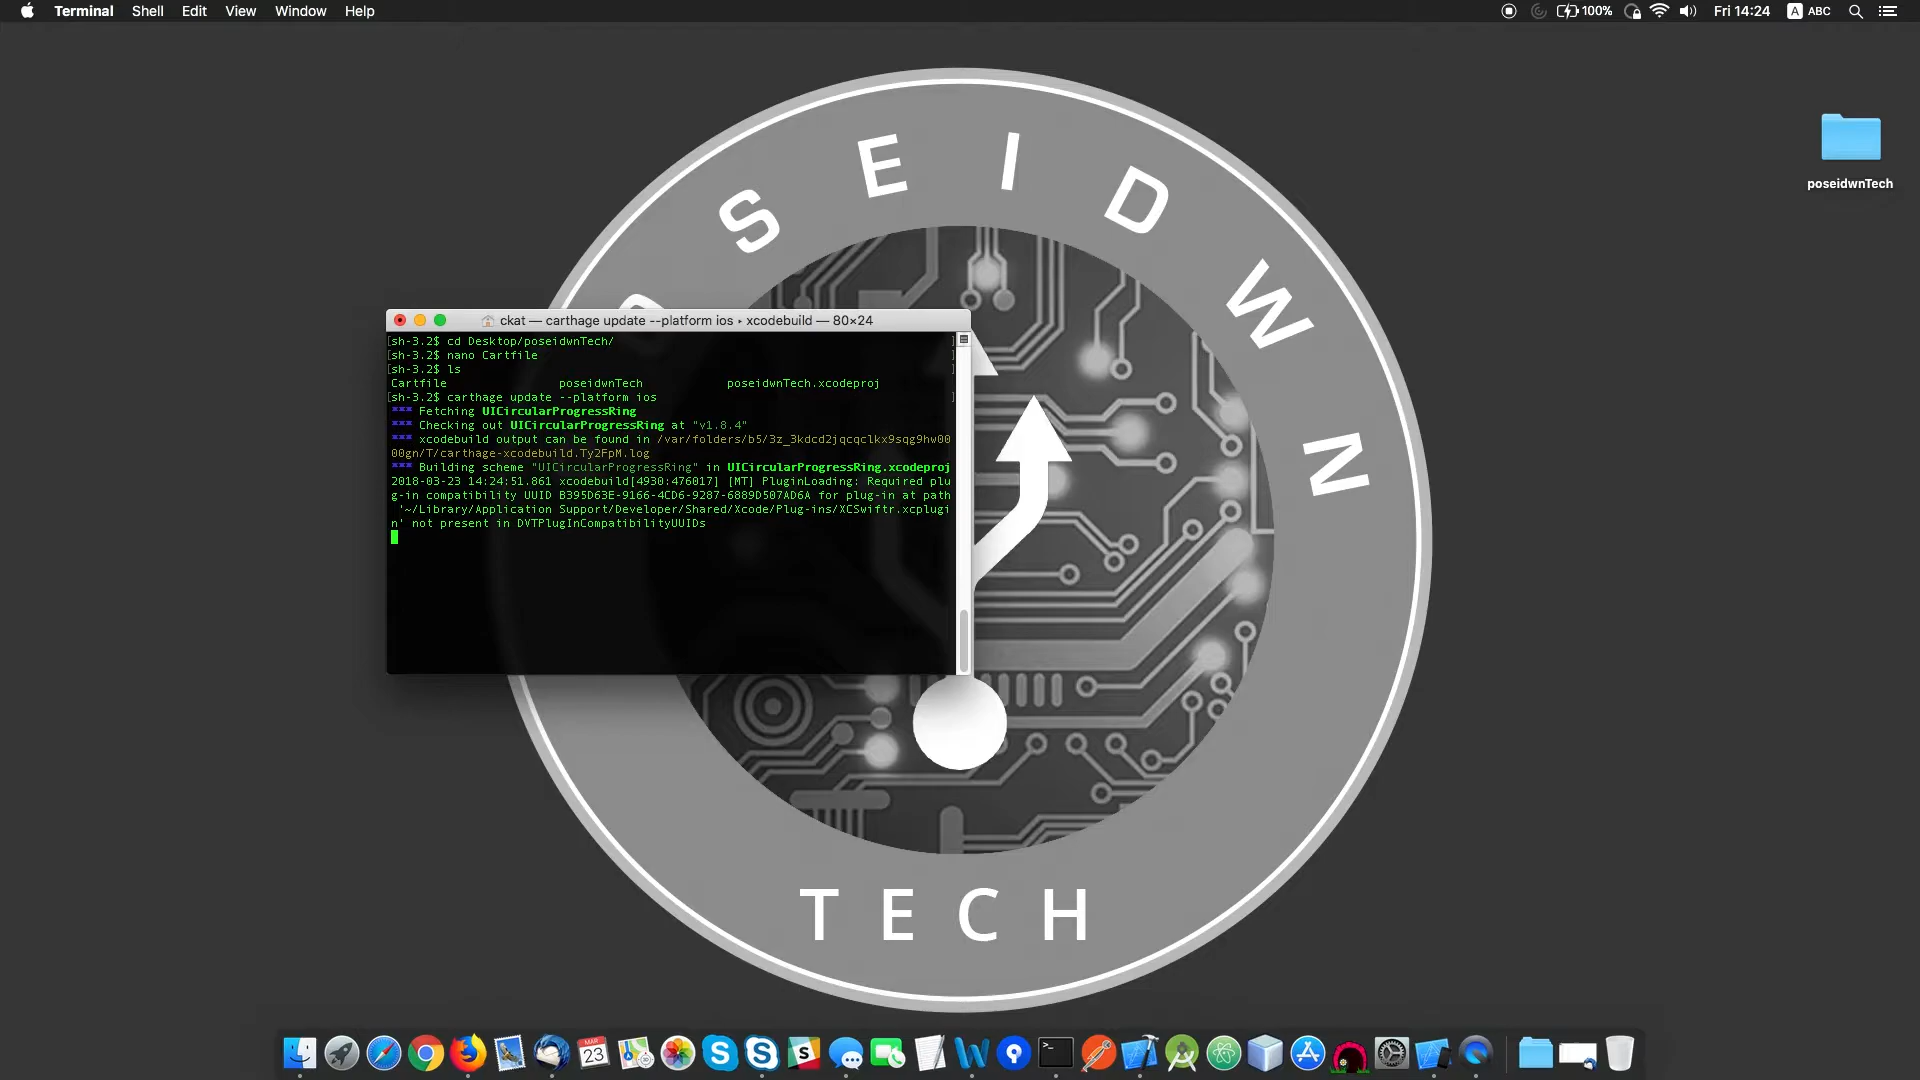 Terminal Shell Edit View Window Help 100% Fri 14:24 A ABC
S E I D W N
poseidwnTech
ckat — carthage update --platform ios ▸ xcodebuild — 80×24
[sh-3.2$ cd Desktop/poseidwnTech/ ]
[sh-3.2$ nano Cartfile ]
[sh-3.2$ ls ]
Cartfile poseidwnTech poseidwnTech.xcodeproj
[sh-3.2$ carthage update --platform ios ]
*** Fetching UICircularProgressRing
*** Checking out UICircularProgressRing at "v1.8.4"
*** xcodebuild output can be found in /var/folders/b5/3z_3kdcd2jqcqclkx9sqg9hw00
00gn/T/carthage-xcodebuild.Ty2FpM.log
*** Building scheme "UICircularProgressRing" in UICircularProgressRing.xcodeproj
2018-03-23 14:24:51.861 xcodebuild[4930:476017] [MT] PluginLoading: Required plu
g-in compatibility UUID B395D63E-9166-4CD6-9287-6889D507AD6A for plug-in at path
'~/Library/Application Support/Developer/Shared/Xcode/Plug-ins/XCSwiftr.xcplugi
n' not present in DVTPlugInCompatibilityUUIDs
T E C H
MAR
23